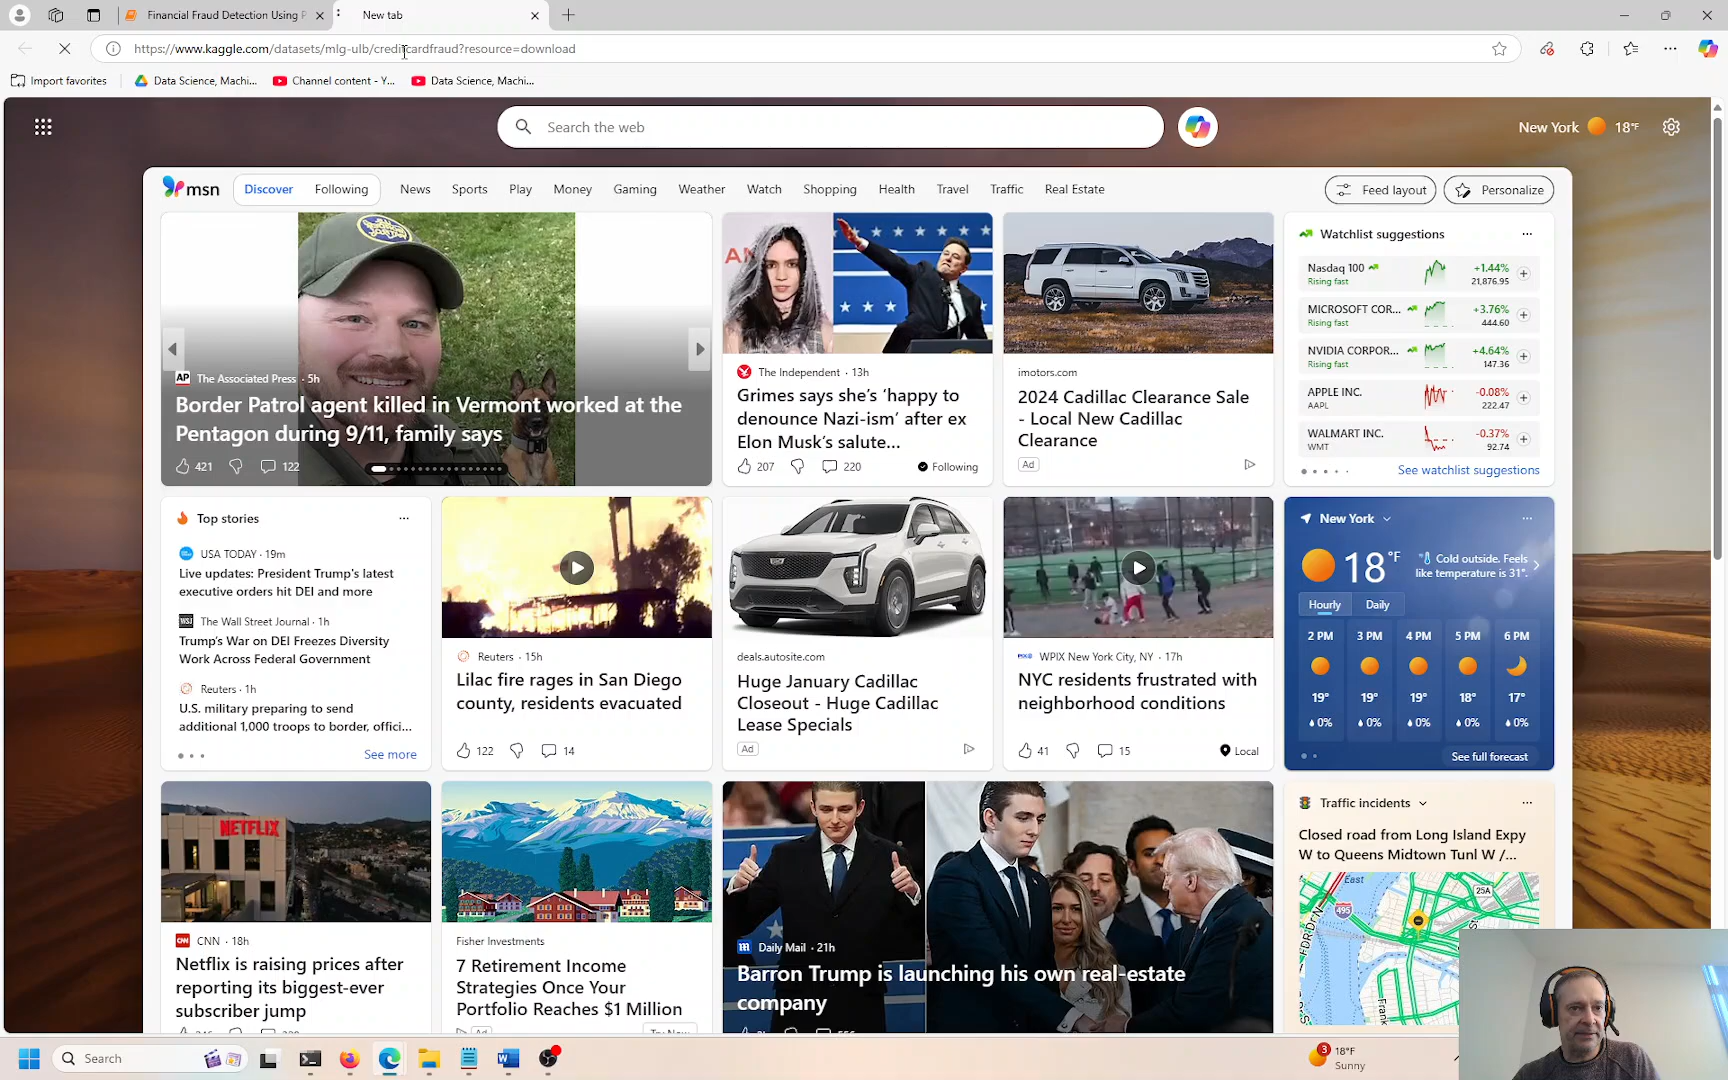 Financial Fraud Detection Using P
New tab
https://www.kaggle.com/datasets/mlg-ulb/creditcardfraud?resource=download
Import favorites
Data Science, Machi...
Channel content - Y...
Data Science, Machi...
Search the web
New York
18°F
msn
Discover
Following
News
Sports
Play
Money
Gaming
Weather
Watch
Shopping
Health
Travel
Traffic
Real Estate
Feed layout
Personalize
AP The Associated Press · 5h
Border Patrol agent killed in Vermont worked at the
Pentagon during 9/11, family says
421
122
The Independent · 13h
Grimes says she's 'happy to
denounce Nazi-ism' after ex
Elon Musk's salute...
207
220
Following
imotors.com
2024 Cadillac Clearance Sale
- Local New Cadillac
Clearance
Ad
Watchlist suggestions
Nasdaq 100
Rising fast
+1.44%
21,876.95
MICROSOFT COR...
Rising fast
+3.76%
444.60
NVIDIA CORPOR...
Rising fast
+4.64%
147.36
APPLE INC.
AAPL
-0.08%
222.47
WALMART INC.
WMT
-0.37%
92.74
See watchlist suggestions
Top stories
USA TODAY · 19m
Live updates: President Trump's latest
executive orders hit DEI and more
WSJ The Wall Street Journal · 1h
Trump's War on DEI Freezes Diversity
Work Across Federal Government
Reuters · 1h
U.S. military preparing to send
additional 1,000 troops to border, offici...
See more
Reuters · 15h
Lilac fire rages in San Diego
county, residents evacuated
122
14
deals.autosite.com
Huge January Cadillac
Closeout - Huge Cadillac
Lease Specials
Ad
WPIX New York City, NY · 17h
NYC residents frustrated with
neighborhood conditions
41
15
Local
New York
18°F
Cold outside. Feels
like temperature is 31°.
Hourly
Daily
2 PM
3 PM
4 PM
5 PM
6 PM
19°
19°
19°
18°
17°
0%
0%
0%
0%
0%
See full forecast
NETFLIX
CNN · 18h
Netflix is raising prices after
reporting its biggest-ever
subscriber jump
Fisher Investments
7 Retirement Income
Strategies Once Your
Portfolio Reaches $1 Million
Ad
Daily Mail · 21h
Barron Trump is launching his own real-estate
company
Traffic incidents
Closed road from Long Island Expy
W to Queens Midtown Tunl W /...
East
25A
495
FDR Dr
Frank
Search
3
18°F
Sunny